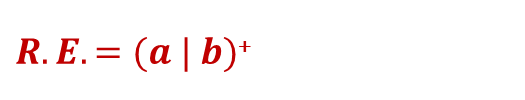 R.E. = (a | b)⁺